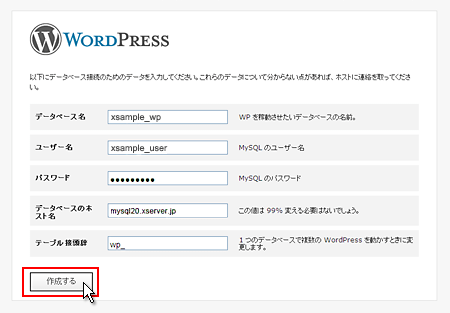 WORDPRESS
以下にデータベース接続のためのデータを入力してください。これらのデータについて分からない点があれば、ホストに連絡を取ってくださ
い。
データベース名 xsample_wp WP を稼動させたいデータベースの名前。
ユーザー名 xsample_user MySQL のユーザー名
パスワード ●●●●●●●●● MySQL のパスワード
データベースのホ
スト名 mysql20.xserver.jp この値は 99% 変える必要はないでしょう。
テーブル接頭辞 wp_ 1 つのデータベースで複数の WordPress を動かすときに変
更します。
作成する